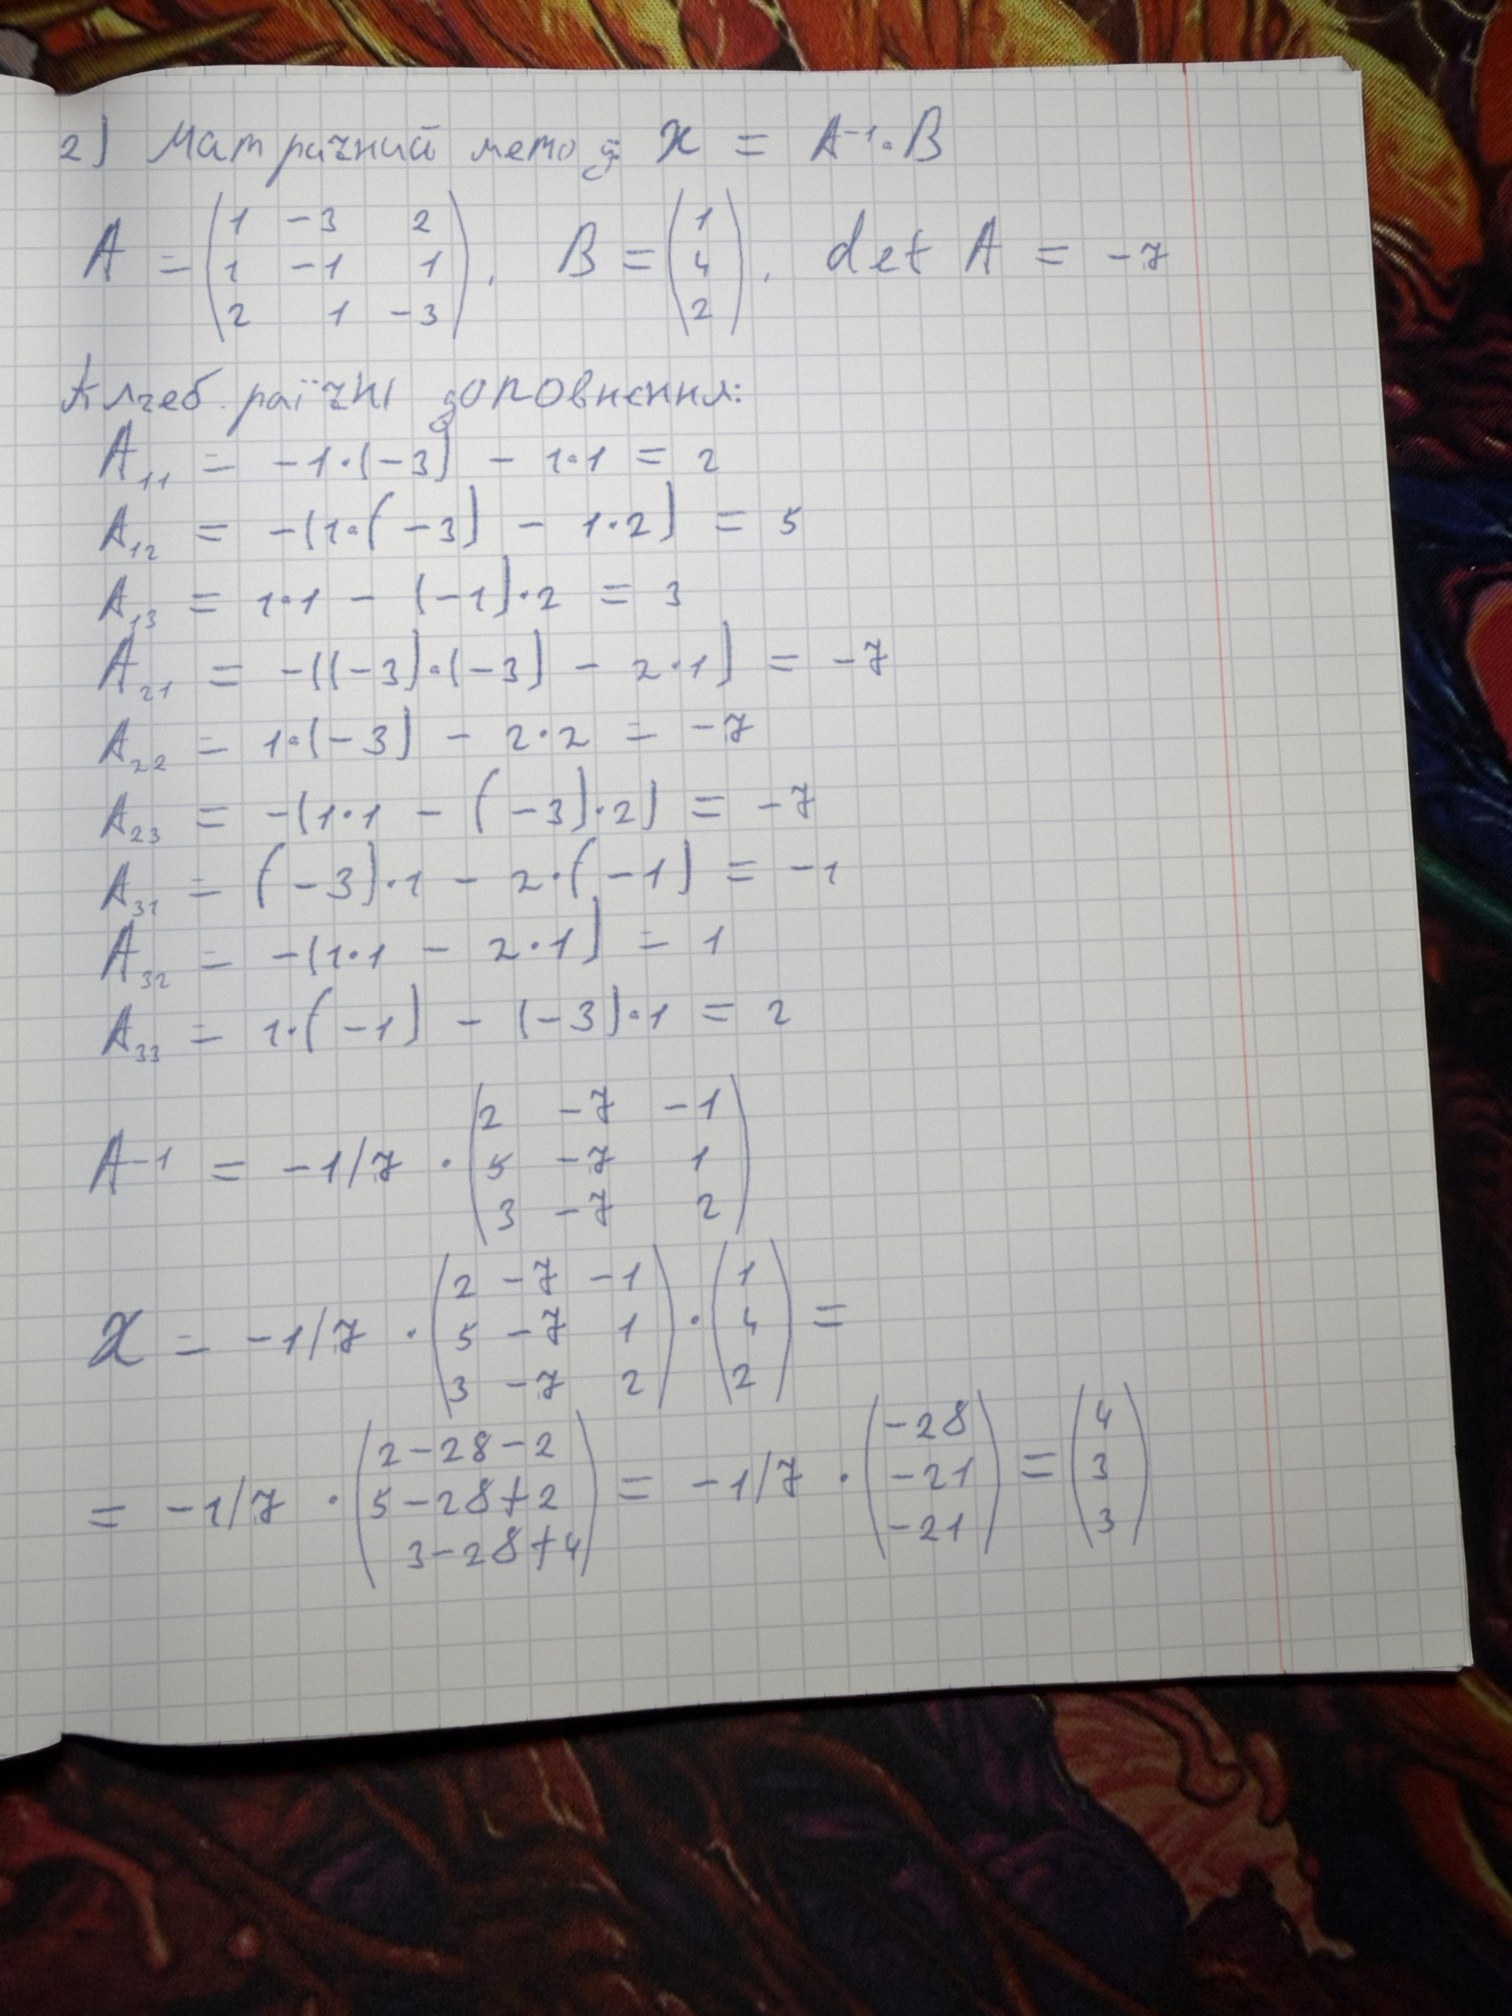 2) Матричний метод X = A⁻¹·B
A = (1 -3 2
1 -1 1
2 1 -3), B = (1
4
2), det A = -7
Алгебраїчні доповнення:
A₁₁ = -1·(-3) - 1·1 = 2
A₁₂ = -(1·(-3) - 1·2) = 5
A₁₃ = 1·1 - (-1)·2 = 3
A₂₁ = -((-3)·(-3) - 2·1) = -7
A₂₂ = 1·(-3) - 2·2 = -7
A₂₃ = -(1·1 - (-3)·2) = -7
A₃₁ = (-3)·1 - 2·(-1) = -1
A₃₂ = -(1·1 - 2·1) = 1
A₃₃ = 1·(-1) - (-3)·1 = 2
A⁻¹ = -1/7 · (2 -7 -1
5 -7 1
3 -7 2)
X = -1/7 · (2 -7 -1
5 -7 1
3 -7 2) · (1
4
2) =
= -1/7 · (2-28-2
5-28+2
3-28+4) = -1/7 · (-28
-21
-21) = (4
3
3)